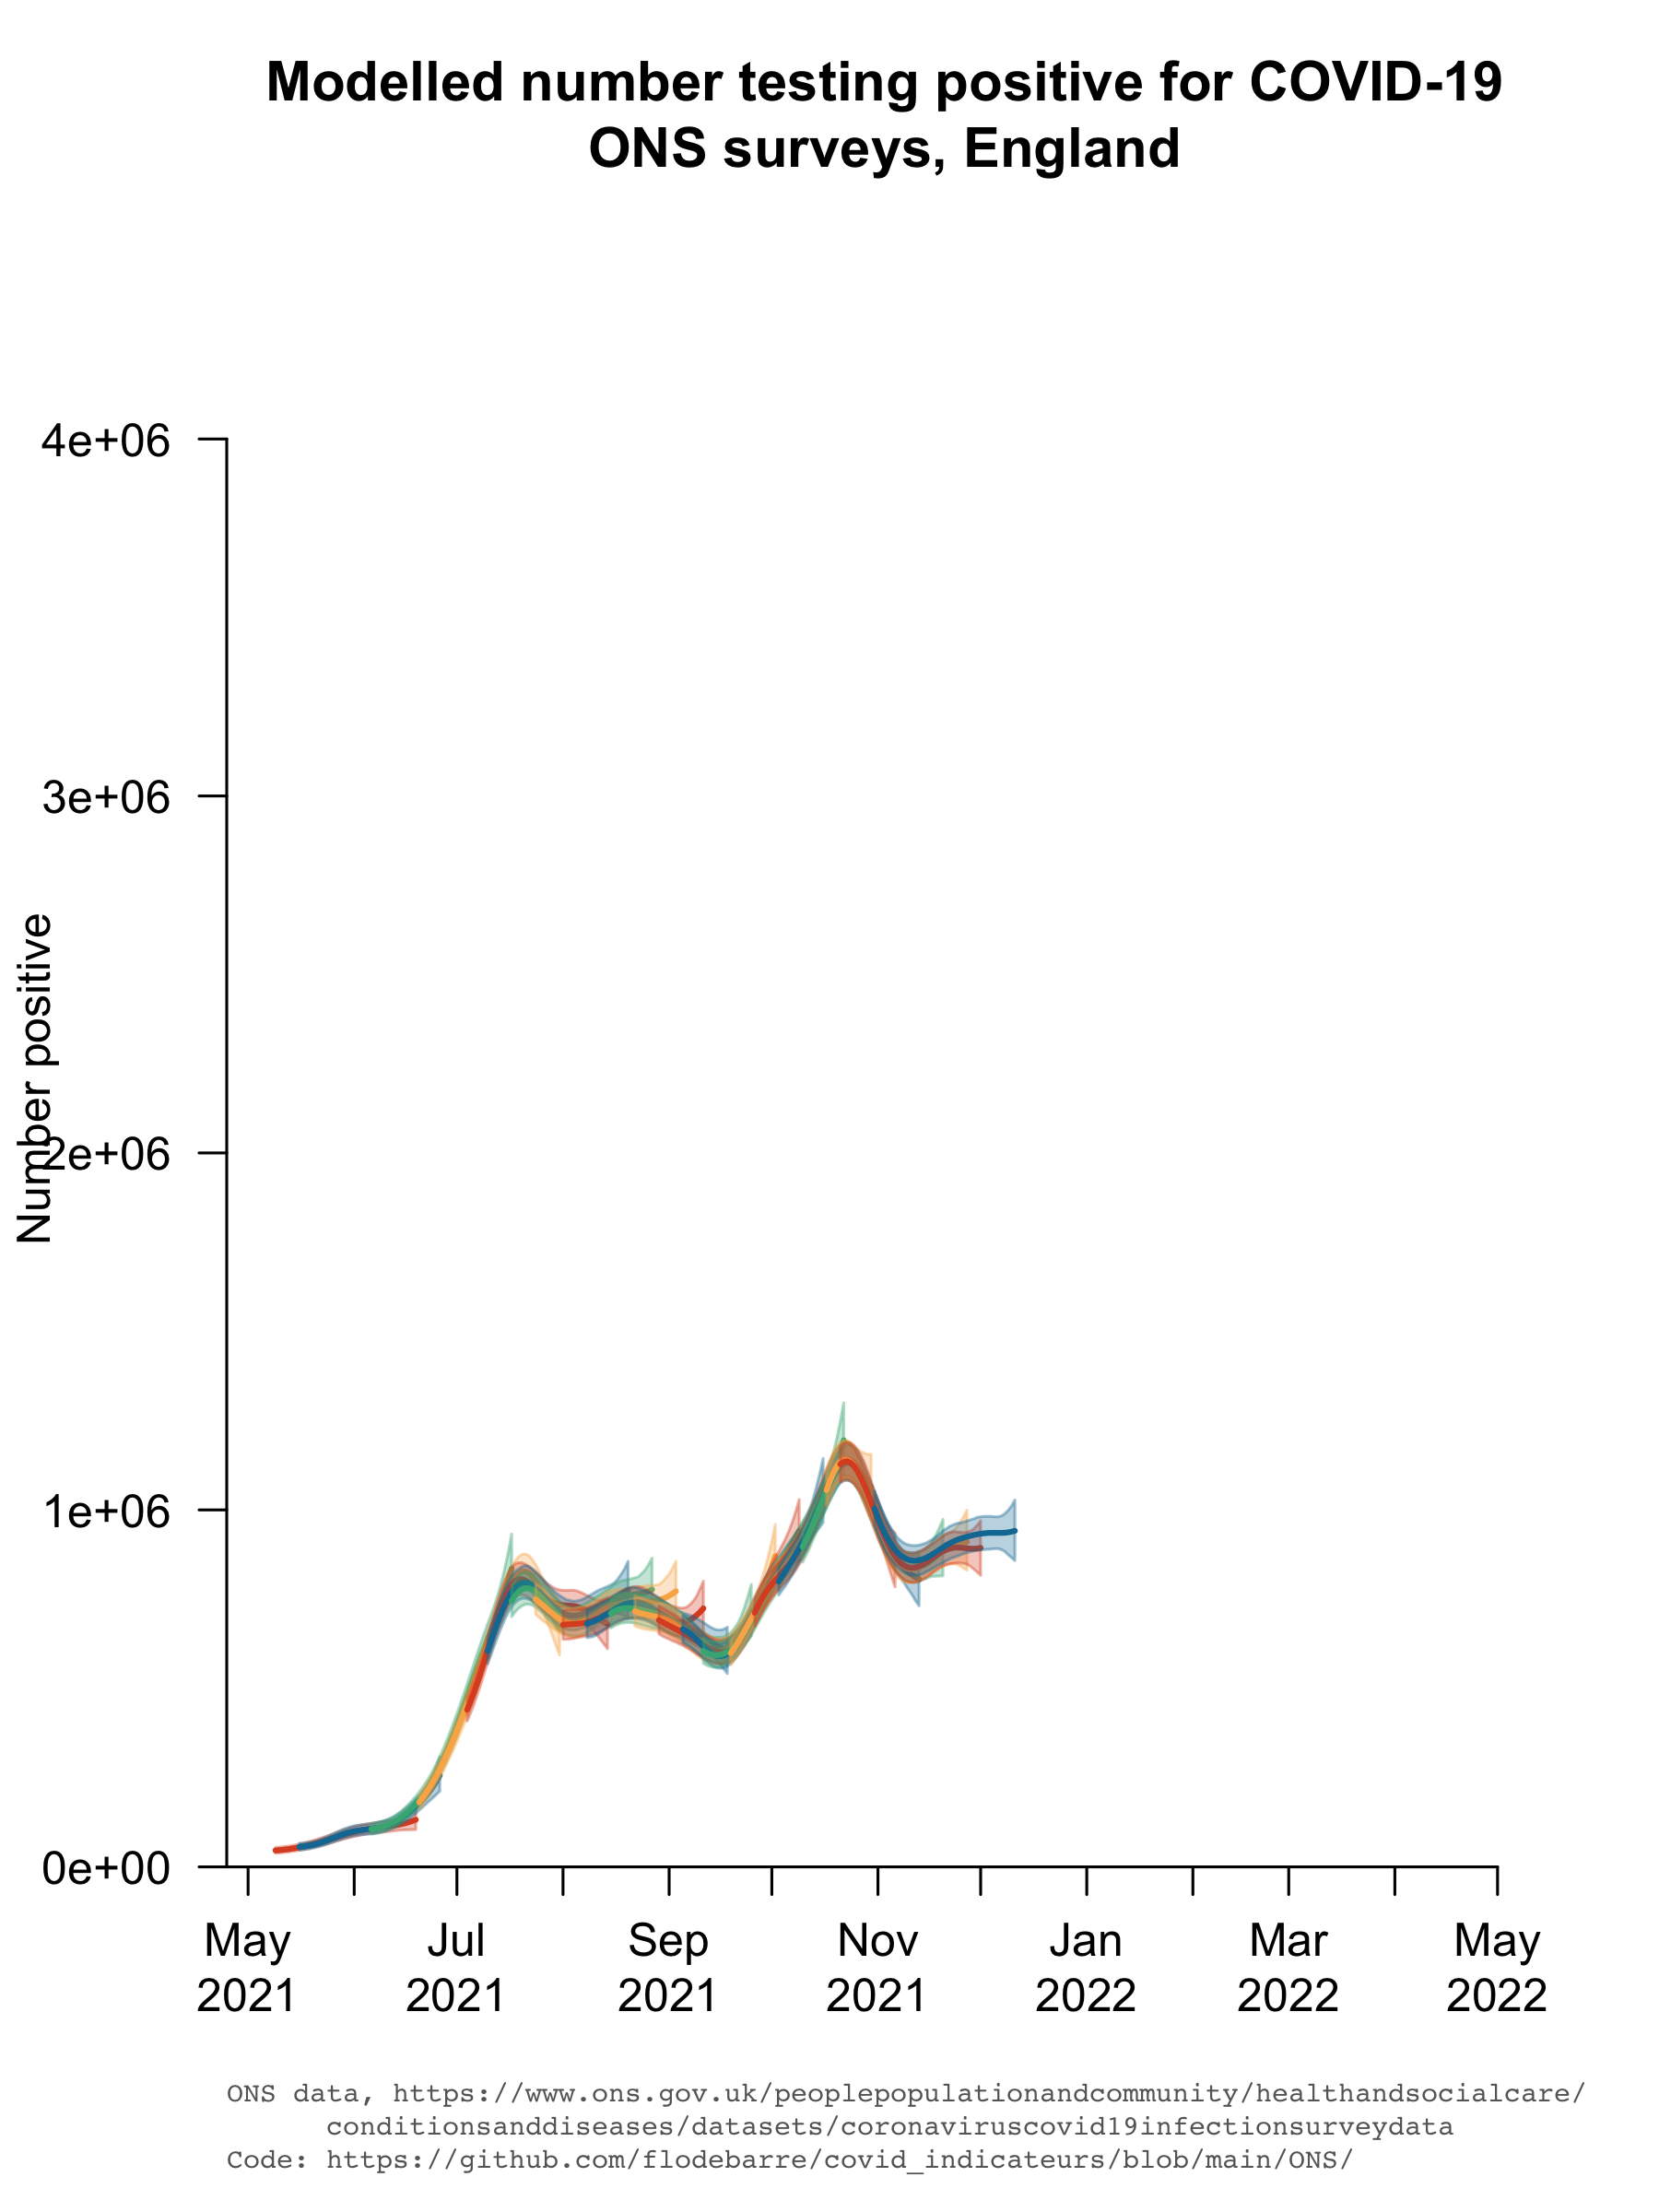 Modelled number testing positive for COVID-19
ONS surveys, England
4e+06
3e+06
2e+06
1e+06
0e+00
Number positive
May
2021
Jul
2021
Sep
2021
Nov
2021
Jan
2022
Mar
2022
May
2022
ONS data, https://www.ons.gov.uk/peoplepopulationandcommunity/healthandsocialcare/
conditionsanddiseases/datasets/coronaviruscovid19infectionsurveydata
Code: https://github.com/flodebarre/covid_indicateurs/blob/main/ONS/